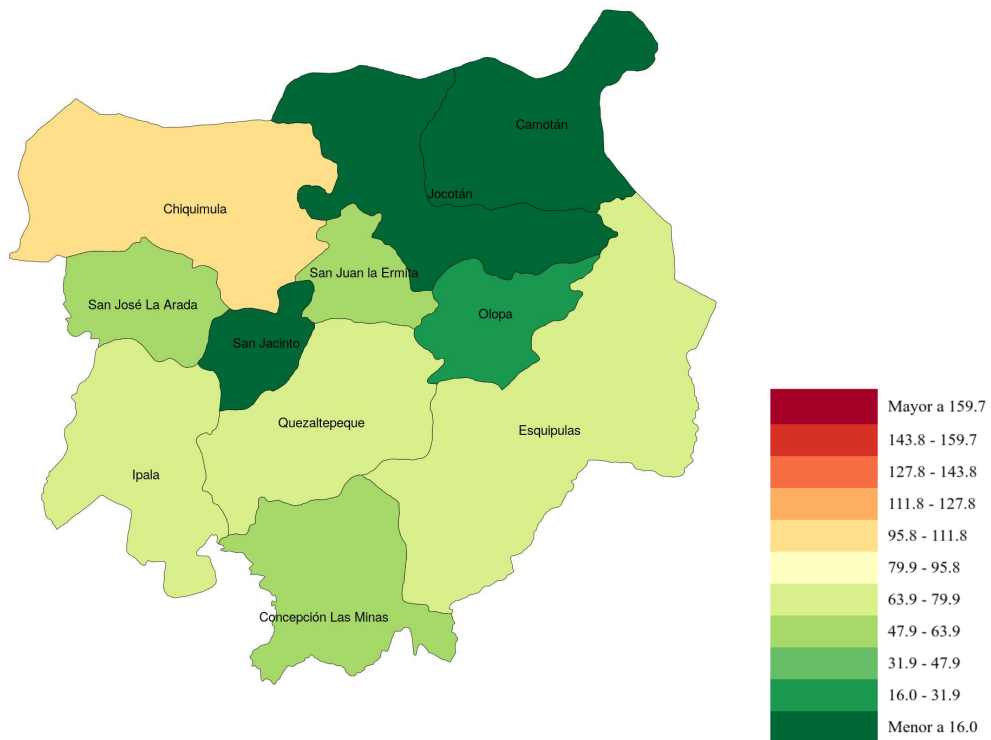 Camotán
Jocotán
Chiquimula
San Juan la Ermita
San José La Arada
Olopa
San Jacinto
Quezaltepeque
Esquipulas
Ipala
Concepción Las Minas
Mayor a 159.7
143.8 - 159.7
127.8 - 143.8
111.8 - 127.8
95.8 - 111.8
79.9 - 95.8
63.9 - 79.9
47.9 - 63.9
31.9 - 47.9
16.0 - 31.9
Menor a 16.0